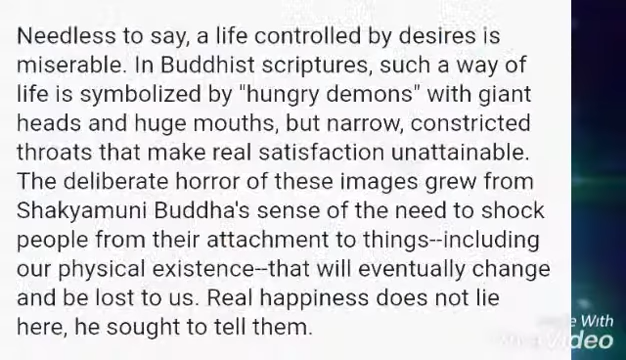 Needless to say, a life controlled by desires is
miserable. In Buddhist scriptures, such a way of
life is symbolized by "hungry demons" with giant
heads and huge mouths, but narrow, constricted
throats that make real satisfaction unattainable.
The deliberate horror of these images grew from
Shakyamuni Buddha's sense of the need to shock
people from their attachment to things--including
our physical existence--that will eventually change
and be lost to us. Real happiness does not lie
here, he sought to tell them.
With
Video